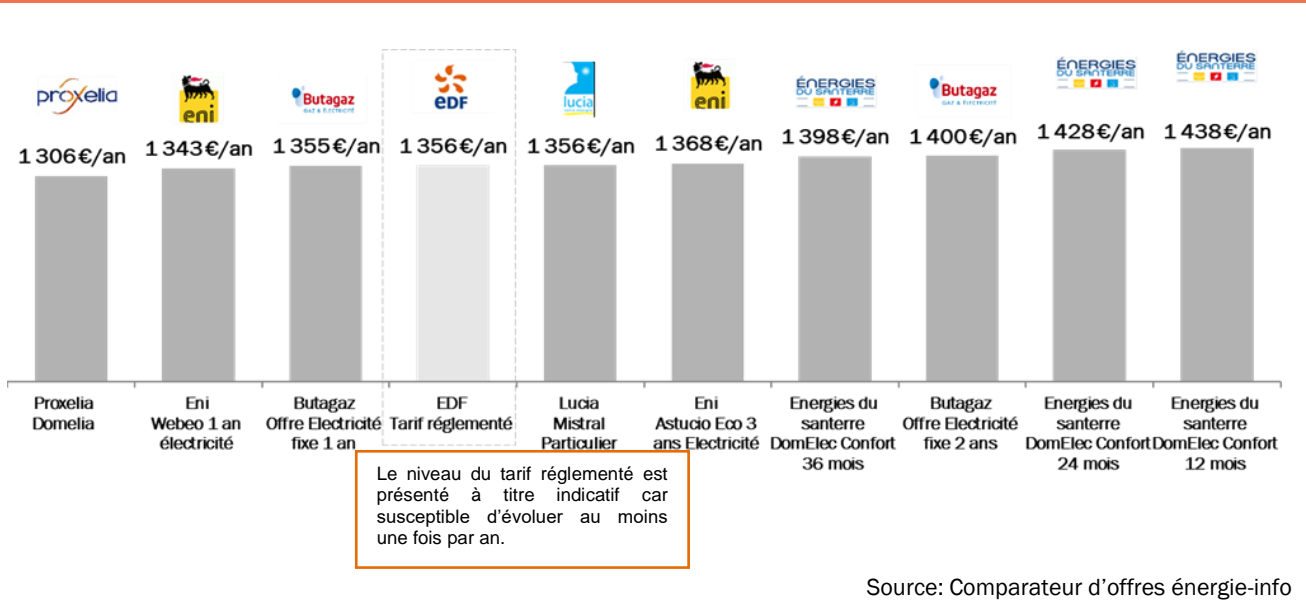 proxelia
eni
Butagaz
GAZ & ÉLECTRICITÉ
eDF
lucia
eni
ÉNERGIES
DU SANTERRE
Butagaz
GAZ & ÉLECTRICITÉ
ÉNERGIES
DU SANTERRE
ÉNERGIES
DU SANTERRE
1 306€/an
1 343€/an
1 355€/an
1 356€/an
1 356€/an
1 368€/an
1 398€/an
1 400€/an
1 428€/an
1 438€/an
Proxelia
Domelia
Eni
Webeo 1 an
électricité
Butagaz
Offre Electricité
fixe 1 an
EDF
Tarif réglementé
Lucia
Mistral
Particulier
Eni
Astucio Eco 3
ans Electricité
Energies du
santerre
DomElec Confort
36 mois
Butagaz
Offre Electricité
fixe 2 ans
Energies du
santerre
DomElec Confort
24 mois
Energies du
santerre
DomElec Confort
12 mois
Le niveau du tarif réglementé est
présenté à titre indicatif car
susceptible d'évoluer au moins
une fois par an.
Source: Comparateur d'offres énergie-info